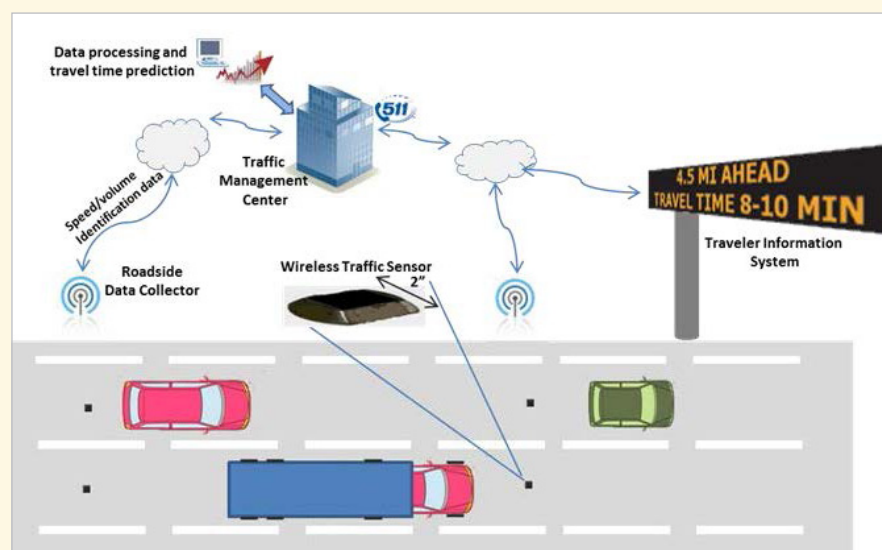 Data processing and
travel time prediction
511
Traffic
Management
Center
Speed/volume
Identification data
Roadside
Data Collector
Wireless Traffic Sensor
2”
4.5 MI AHEAD
TRAVEL TIME 8-10 MIN
Traveler Information
System